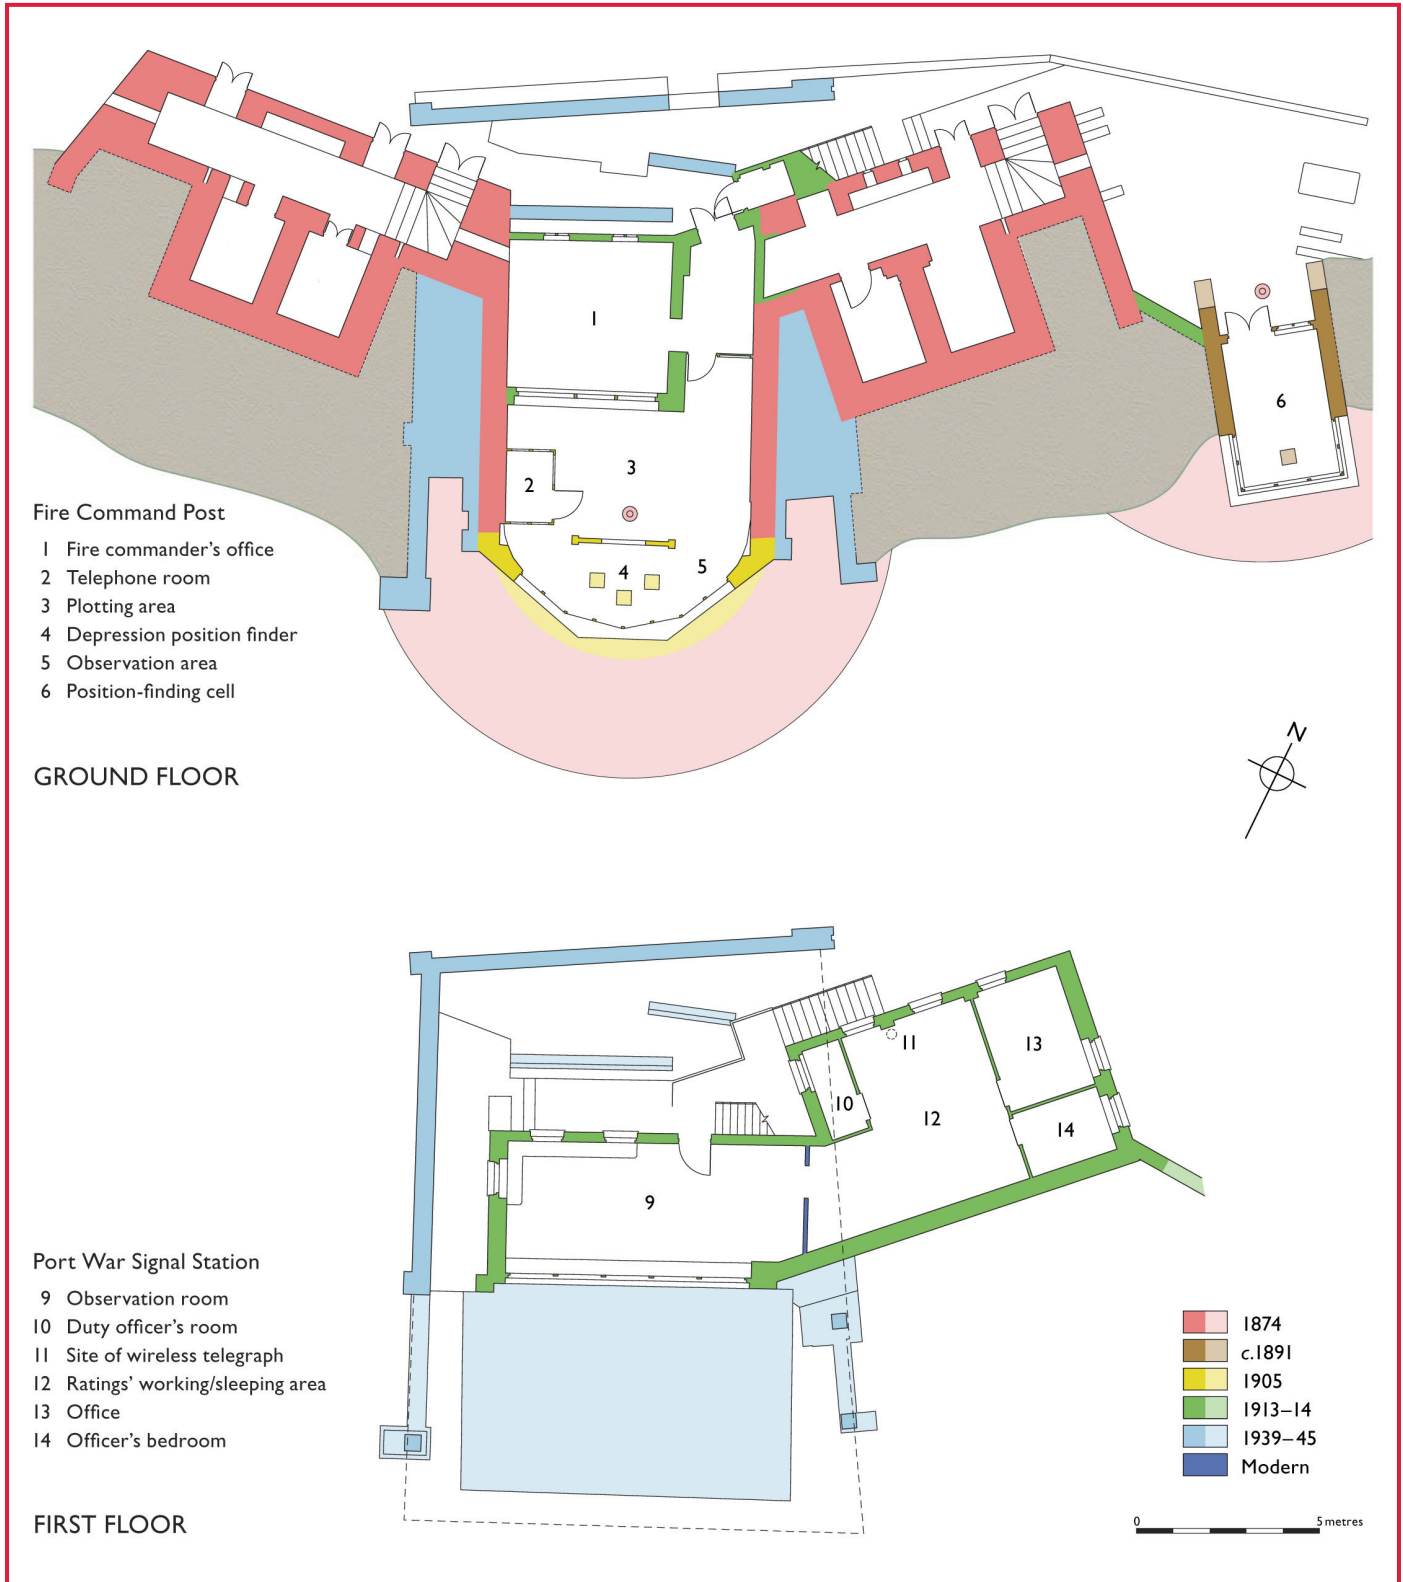 1
2
3
4
5
6
Fire Command Post
1 Fire commander's office
2 Telephone room
3 Plotting area
4 Depression position finder
5 Observation area
6 Position-finding cell
GROUND FLOOR
N
9
10
11
12
13
14
Port War Signal Station
9 Observation room
10 Duty officer's room
11 Site of wireless telegraph
12 Ratings' working/sleeping area
13 Office
14 Officer's bedroom
FIRST FLOOR
1874
c.1891
1905
1913–14
1939–45
Modern
0 5 metres